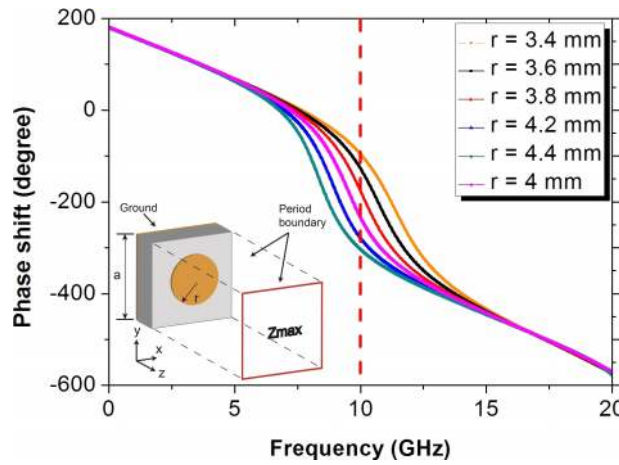 200
0
-200
-400
-600
Phase shift (degree)
0
5
10
15
20
Frequency (GHz)
r = 3.4 mm
r = 3.6 mm
r = 3.8 mm
r = 4.2 mm
r = 4.4 mm
r = 4 mm
Ground
Period
boundary
a
r
Zmax
y
x
z